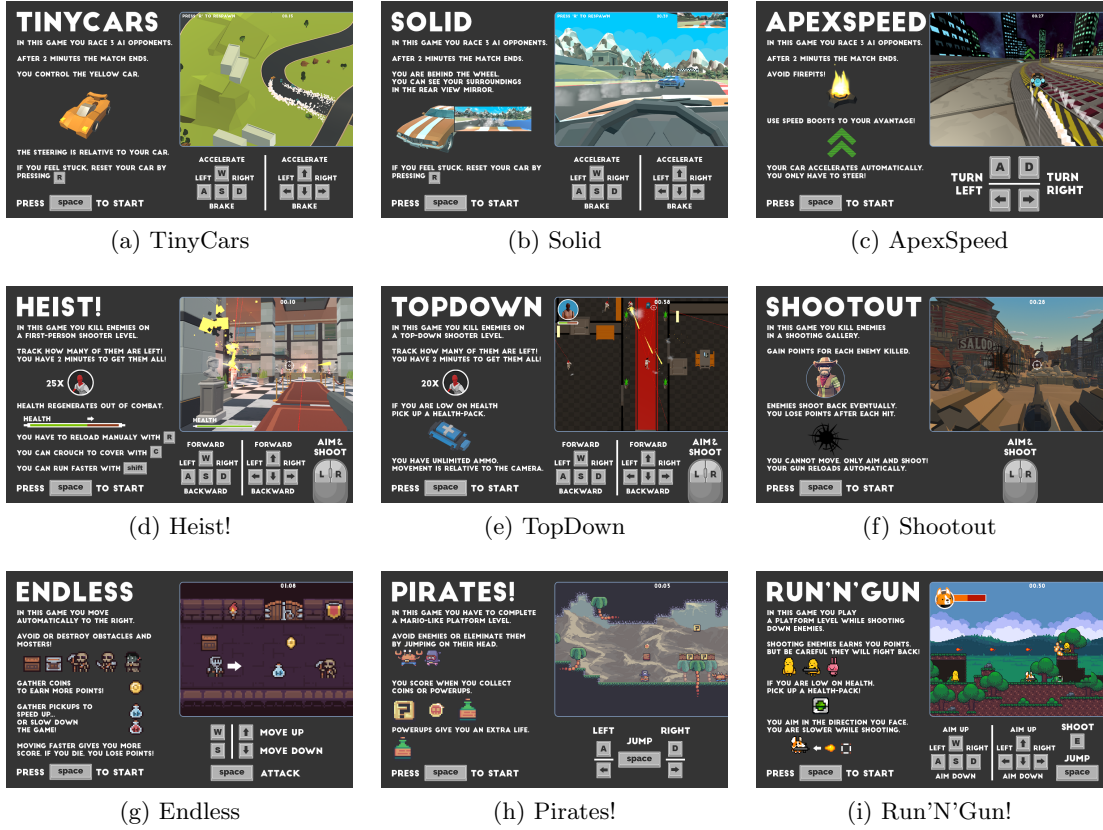 TINYCARS
IN THIS GAME YOU RACE 3 AI OPPONENTS.
AFTER 2 MINUTES THE MATCH ENDS.
YOU CONTROL THE YELLOW CAR.
THE STEERING IS RELATIVE TO YOUR CAR.
IF YOU FEEL STUCK, RESET YOUR CAR BY
PRESSING R
PRESS space TO START
PRESS 'R' TO RESPAWN
ACCELERATE
W
LEFT RIGHT
A S D
BRAKE
ACCELERATE
LEFT RIGHT
BRAKE
(a) TinyCars
SOLID
IN THIS GAME YOU RACE 3 AI OPPONENTS.
AFTER 2 MINUTES THE MATCH ENDS.
YOU ARE BEHIND THE WHEEL.
YOU CAN SEE YOUR SURROUNDINGS
IN THE REAR VIEW MIRROR.
IF YOU FEEL STUCK, RESET YOUR CAR BY
PRESSING R
PRESS space TO START
PRESS 'R' TO RESPAWN
ACCELERATE
W
LEFT RIGHT
A S D
BRAKE
ACCELERATE
LEFT RIGHT
BRAKE
(b) Solid
APEXSPEED
IN THIS GAME YOU RACE 3 AI OPPONENTS.
AFTER 2 MINUTES THE MATCH ENDS.
AVOID FIREPITS!
USE SPEED BOOSTS TO YOUR AVANTAGE!
YOUR CAR ACCELERATES AUTOMATICALLY.
YOU ONLY HAVE TO STEER!
PRESS space TO START
00:27
TURN LEFT
A D
TURN RIGHT
(c) ApexSpeed
HEIST!
IN THIS GAME YOU KILL ENEMIES ON
A FIRST-PERSON SHOOTER LEVEL.
TRACK HOW MANY OF THEM ARE LEFT!
YOU HAVE 2 MINUTES TO GET THEM ALL!
25X
HEALTH REGENERATES OUT OF COMBAT.
HEALTH
YOU HAVE TO RELOAD MANUALY WITH R
YOU CAN CROUCH TO COVER WITH C
YOU CAN RUN FASTER WITH shift
PRESS space TO START
00:10
HEALTH
FORWARD
W
LEFT RIGHT
A S D
BACKWARD
FORWARD
LEFT RIGHT
BACKWARD
AIM &
SHOOT
L R
(d) Heist!
TOPDOWN
IN THIS GAME YOU KILL ENEMIES ON
A TOP-DOWN SHOOTER LEVEL.
TRACK HOW MANY OF THEM ARE LEFT!
YOU HAVE 2 MINUTES TO GET THEM ALL!
20X
IF YOU ARE LOW ON HEALTH
PICK UP A HEALTH-PACK.
YOU HAVE UNLIMITED AMMO.
MOVEMENT IS RELATIVE TO THE CAMERA.
PRESS space TO START
00:58
FORWARD
W
LEFT RIGHT
A S D
BACKWARD
FORWARD
LEFT RIGHT
BACKWARD
AIM &
SHOOT
L R
(e) TopDown
SHOOTOUT
IN THIS GAME YOU KILL ENEMIES
IN A SHOOTING GALLERY.
GAIN POINTS FOR EACH ENEMY KILLED.
ENEMIES SHOOT BACK EVENTUALLY.
YOU LOSE POINTS AFTER EACH HIT.
YOU CANNOT MOVE. ONLY AIM AND SHOOT!
YOUR GUN RELOADS AUTOMATICALLY.
PRESS space TO START
00:28
SALOON
AIM &
SHOOT
L R
(f) Shootout
ENDLESS
IN THIS GAME YOU MOVE
AUTOMATICALLY TO THE RIGHT.
AVOID OR DESTROY OBSTACLES AND
MOSTERS!
GATHER COINS
TO EARN MORE POINTS!
GATHER PICKUPS TO
SPEED UP...
OR SLOW DOWN
THE GAME!
MOVING FASTER GIVES YOU MORE
SCORE. IF YOU DIE, YOU LOSE POINTS!
PRESS space TO START
01:08
W MOVE UP
S MOVE DOWN
space ATTACK
(g) Endless
PIRATES!
IN THIS GAME YOU HAVE TO COMPLETE
A MARIO-LIKE PLATFORM LEVEL.
AVOID ENEMIES OR ELEMINATE THEM
BY JUMPING ON THEIR HEAD.
YOU SCORE WHEN YOU COLLECT
COINS OR POWERUPS.
POWERUPS GIVE YOU AN EXTRA LIFE.
PRESS space TO START
00:05
LEFT RIGHT
A JUMP D
space
(h) Pirates!
RUN'N'GUN
IN THIS GAME YOU PLAY
A PLATFORM LEVEL WHILE SHOOTING
DOWN ENEMIES.
SHOOTING ENEMIES EARNS YOU POINTS.
BUT BE CAREFUL THEY WILL FIGHT BACK!
IF YOU ARE LOW ON HEALTH,
PICK UP A HEALTH-PACK!
YOU AIM IN THE DIRECTION YOU FACE.
YOU ARE SLOWER WHILE SHOOTING.
PRESS space TO START
00:50
AIM UP
W
LEFT RIGHT
A S D
AIM DOWN
AIM UP
LEFT RIGHT
AIM DOWN
SHOOT
E
JUMP
space
(i) Run'N'Gun!